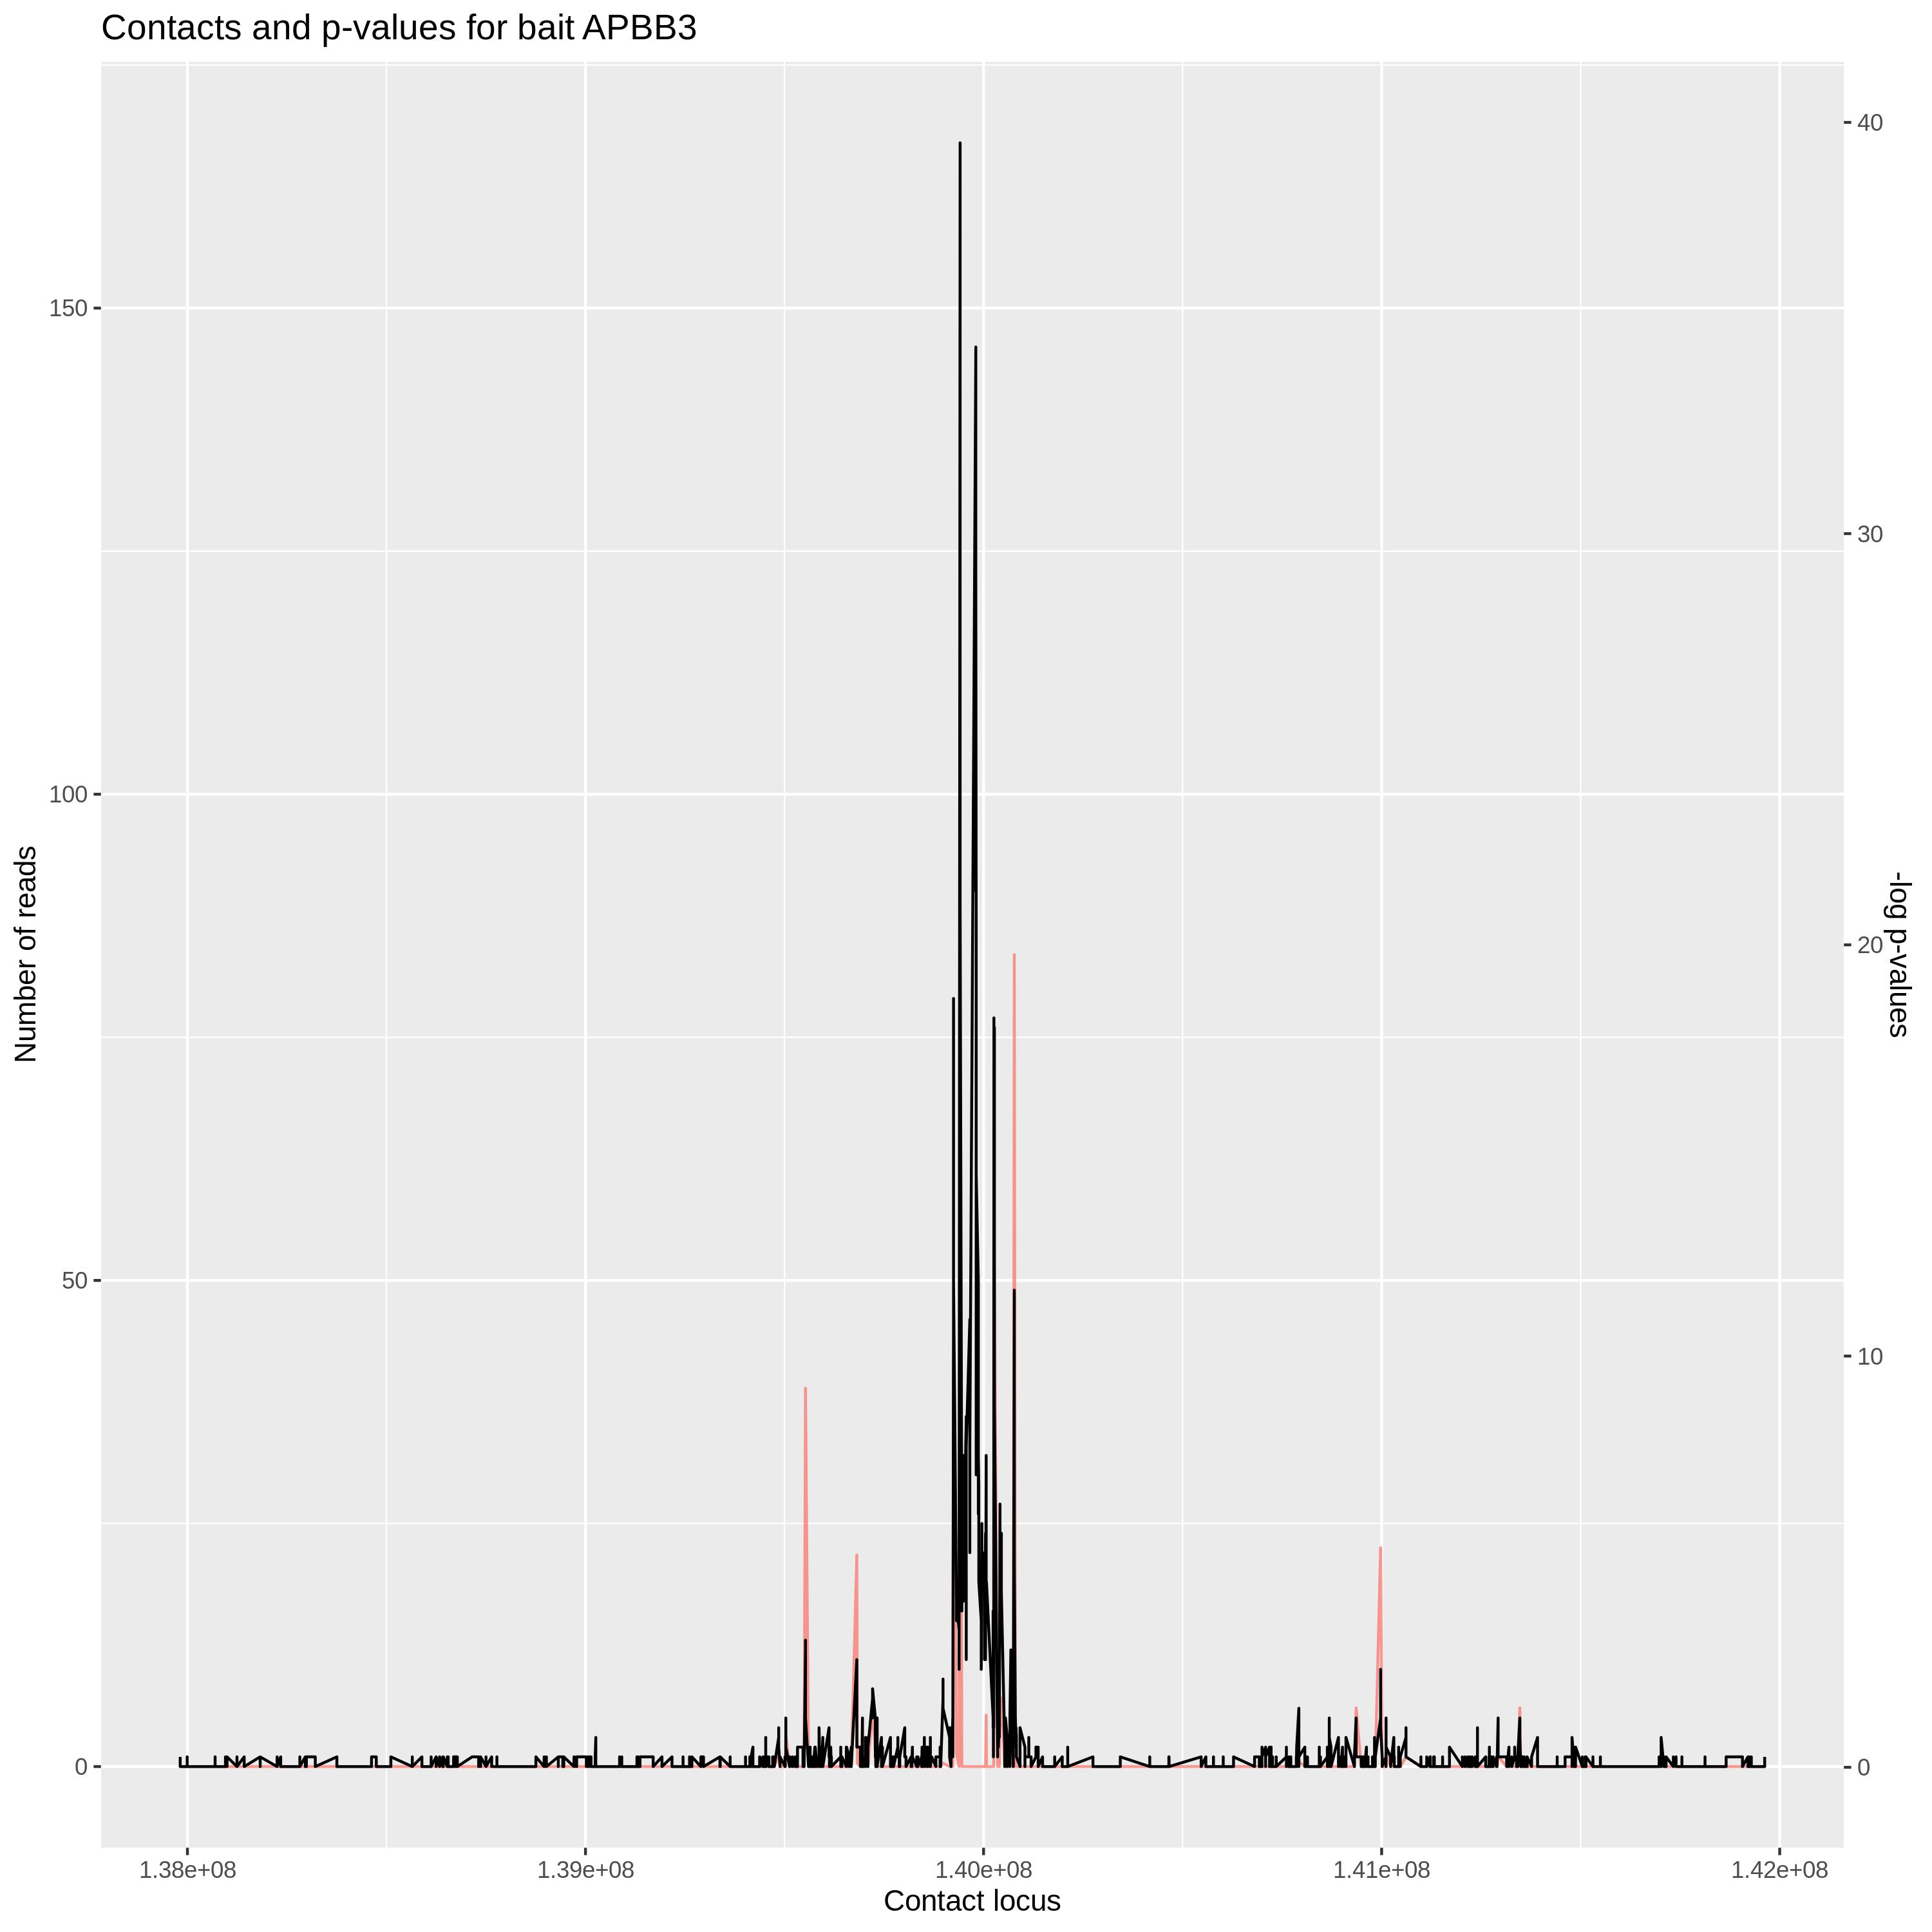 Contacts and p-values for bait APBB3
Number of reads
150
100
50
0
40
30
20
10
0
-log p-values
1.38e+08
1.39e+08
1.40e+08
1.41e+08
1.42e+08
Contact locus